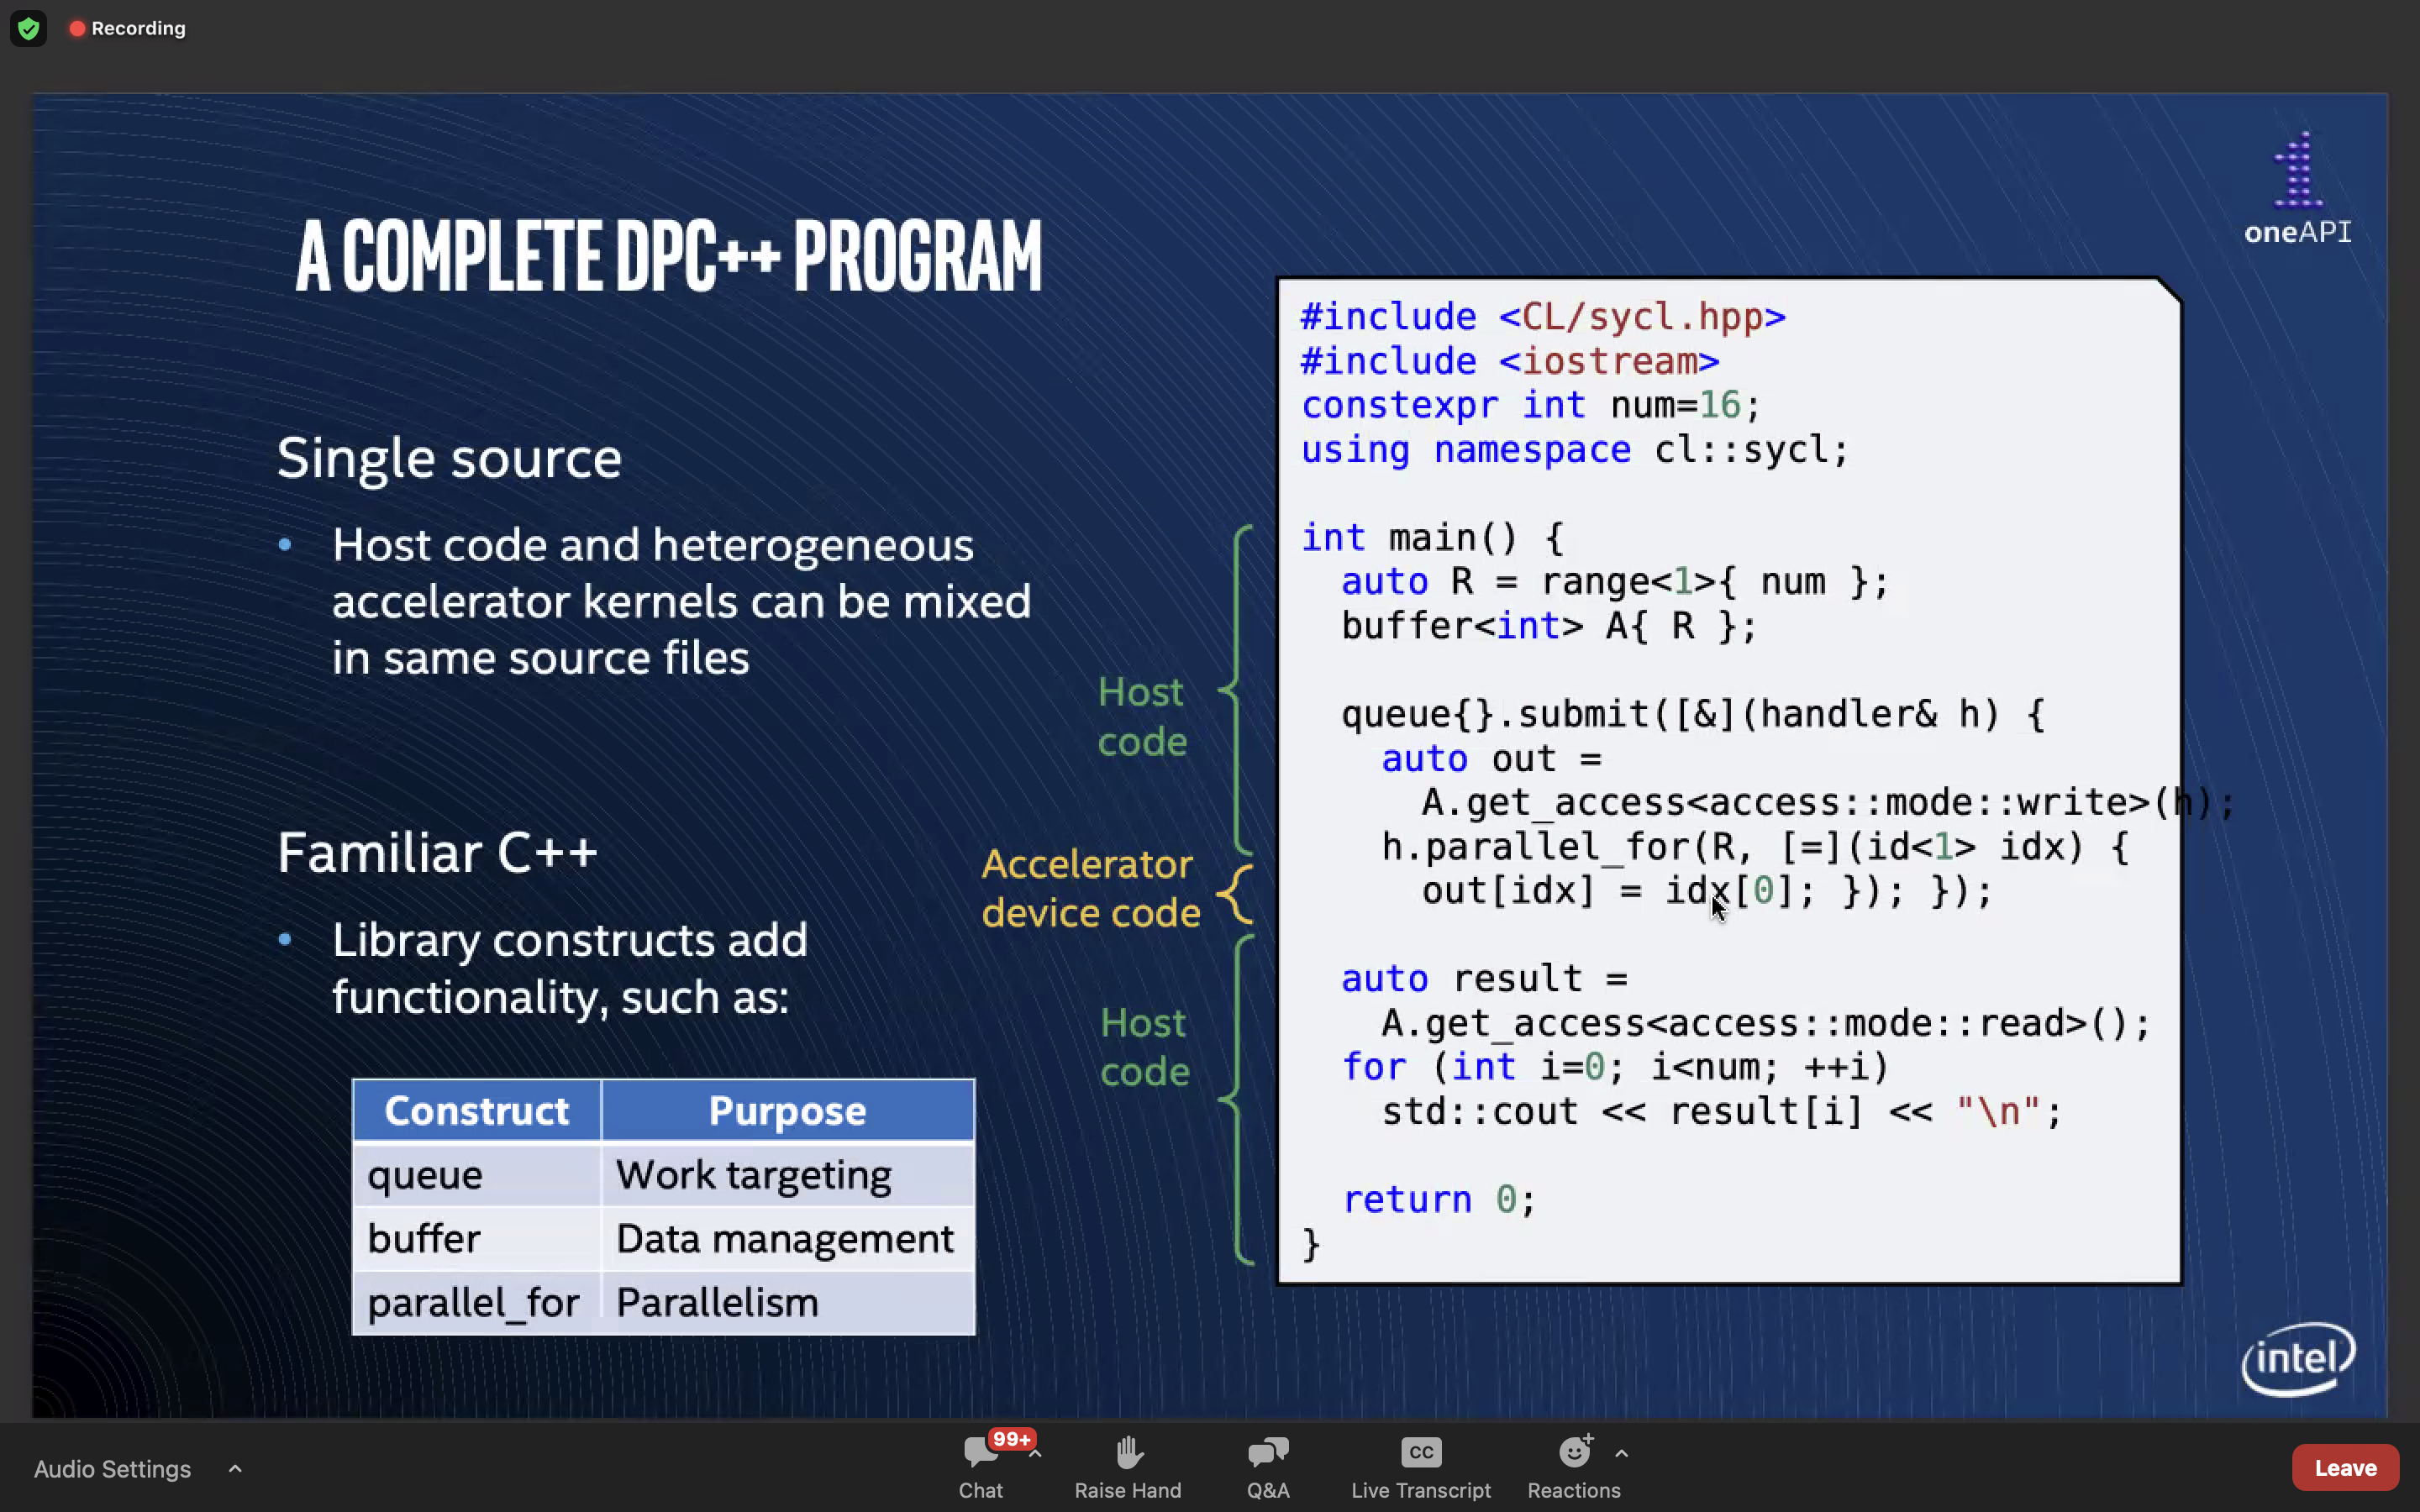 Recording
1
oneAPI
A COMPLETE DPC++ PROGRAM
Single source
• Host code and heterogeneous
accelerator kernels can be mixed
in same source files
Familiar C++
• Library constructs add
functionality, such as:
Construct Purpose
queue Work targeting
buffer Data management
parallel_for Parallelism
Host
code
Accelerator
device code
Host
code
#include <CL/sycl.hpp>
#include <iostream>
constexpr int num=16;
using namespace cl::sycl;
int main() {
auto R = range<1>{ num };
buffer<int> A{ R };
queue{}.submit([&](handler& h) {
auto out =
A.get_access<access::mode::write>(h);
h.parallel_for(R, [=](id<1> idx) {
out[idx] = idx[0]; }); });
auto result =
A.get_access<access::mode::read>();
for (int i=0; i<num; ++i)
std::cout << result[i] << "\n";
return 0;
}
intel
Audio Settings
99+
Chat
Raise Hand
Q&A
CC
Live Transcript
Reactions
Leave